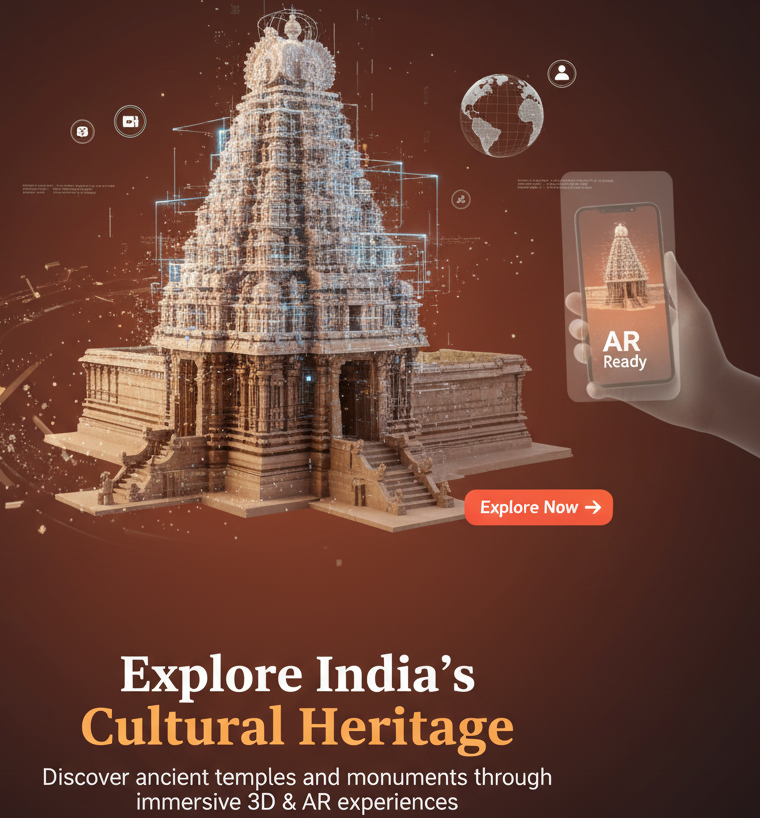 AR
Ready
Explore Now →
Explore India's
Cultural Heritage
Discover ancient temples and monuments through
immersive 3D & AR experiences